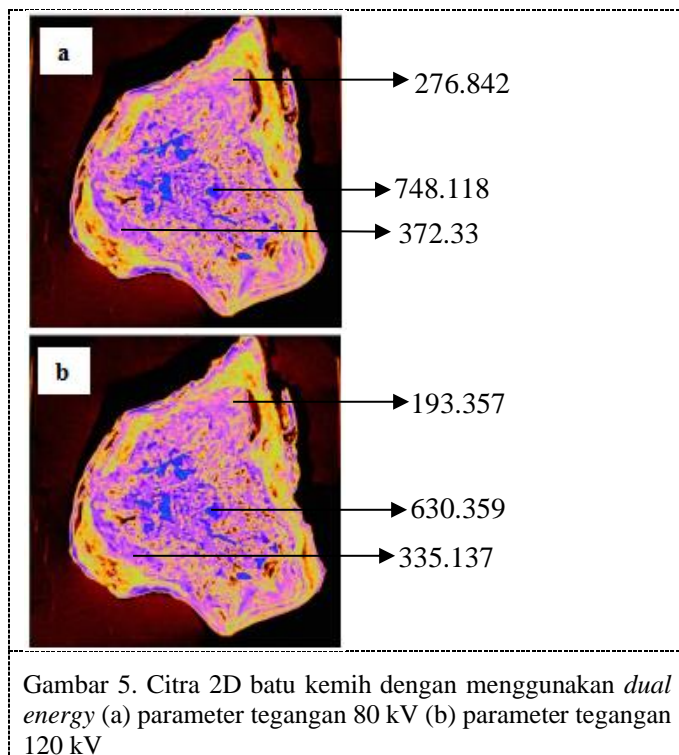 a
276.842
748.118
372.33
b
193.357
630.359
335.137
Gambar 5. Citra 2D batu kemih dengan menggunakan dual
energy (a) parameter tegangan 80 kV (b) parameter tegangan
120 kV